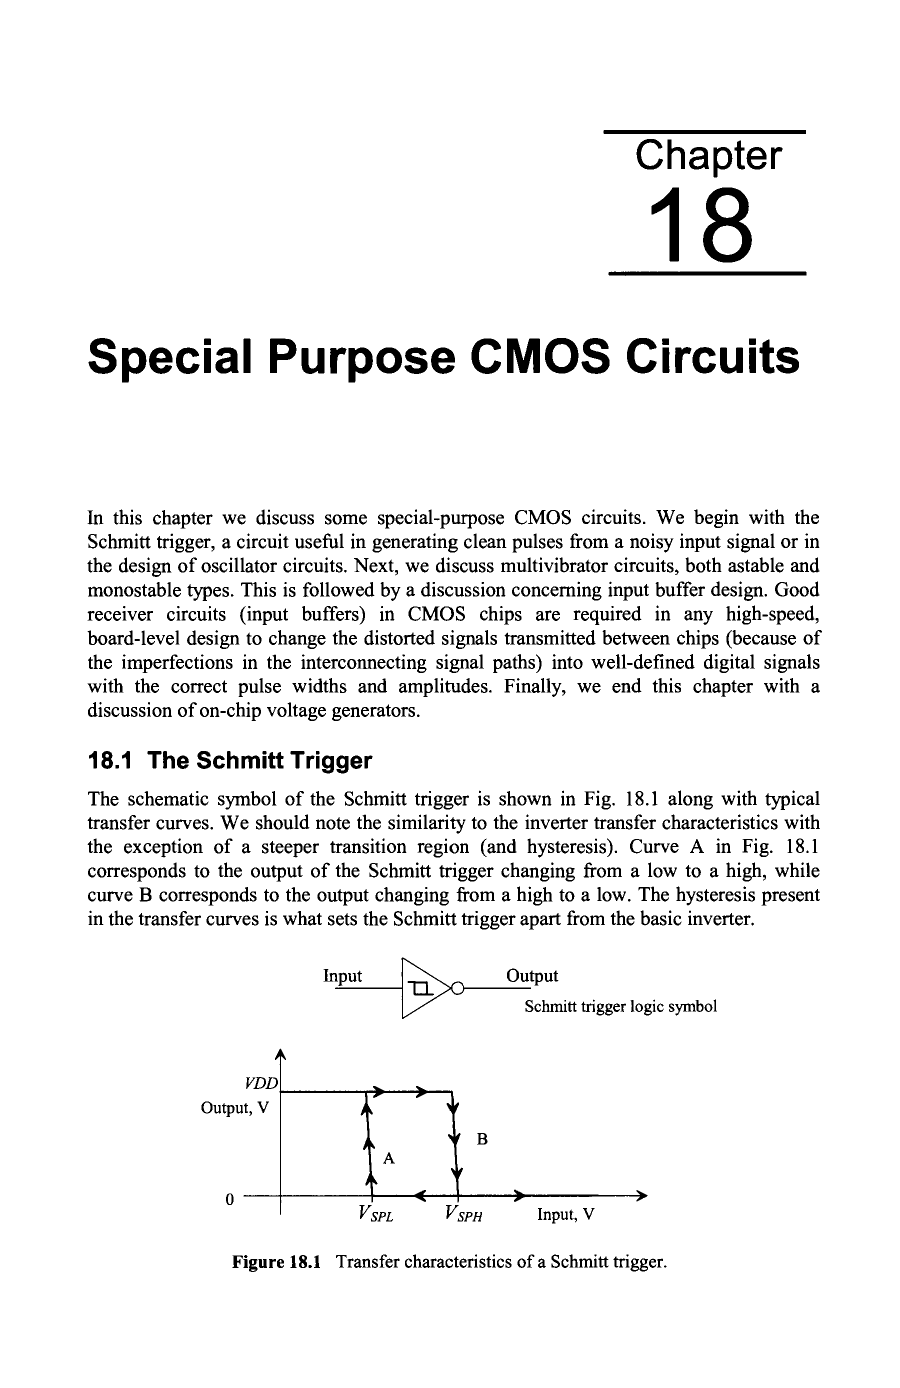 Chapter
18
Special Purpose CMOS Circuits
In this chapter we discuss some special-purpose CMOS circuits. We begin with the
Schmitt trigger, a circuit useful in generating clean pulses from a noisy input signal or in
the design of oscillator circuits. Next, we discuss multivibrator circuits, both astable and
monostable types. This is followed by a discussion concerning input buffer design. Good
receiver circuits (input buffers) in CMOS chips are required in any high-speed,
board-level design to change the distorted signals transmitted between chips (because of
the imperfections in the interconnecting signal paths) into well-defined digital signals
with the correct pulse widths and amplitudes. Finally, we end this chapter with a
discussion of on-chip voltage generators.
18.1 The Schmitt Trigger
The schematic symbol of the Schmitt trigger is shown in Fig. 18.1 along with typical
transfer curves. We should note the similarity to the inverter transfer characteristics with
the exception of a steeper transition region (and hysteresis). Curve A in Fig. 18.1
corresponds to the output of the Schmitt trigger changing from a low to a high, while
curve B corresponds to the output changing from a high to a low. The hysteresis present
in the transfer curves is what sets the Schmitt trigger apart from the basic inverter.
Input Output
Schmitt trigger logic symbol
VDD
Output, V
B
A
0
VSPL VSPH Input, V
Figure 18.1 Transfer characteristics of a Schmitt trigger.